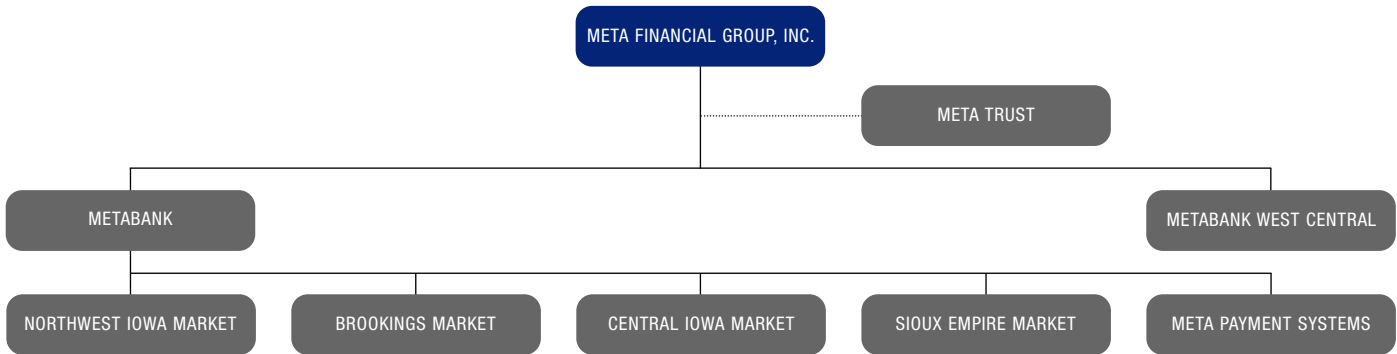 META FINANCIAL GROUP, INC.
META TRUST
METABANK
METABANK WEST CENTRAL
NORTHWEST IOWA MARKET
BROOKINGS MARKET
CENTRAL IOWA MARKET
SIOUX EMPIRE MARKET
META PAYMENT SYSTEMS